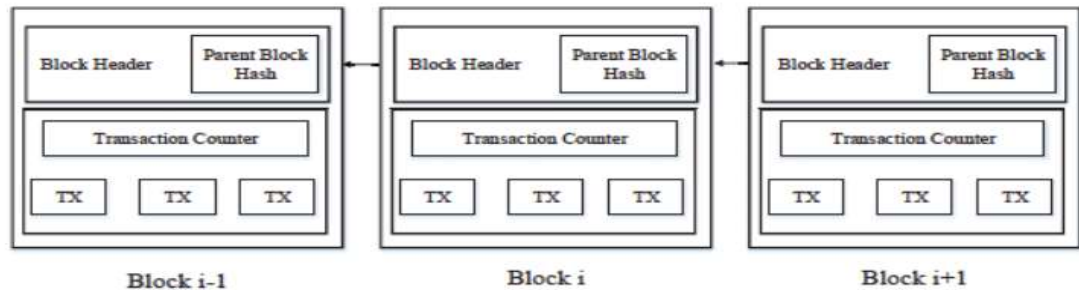 Block Header
Parent Block
Hash
Transaction Counter
TX TX TX
Block i-1
Block Header
Parent Block
Hash
Transaction Counter
TX TX TX
Block i
Block Header
Parent Block
Hash
Transaction Counter
TX TX TX
Block i+1